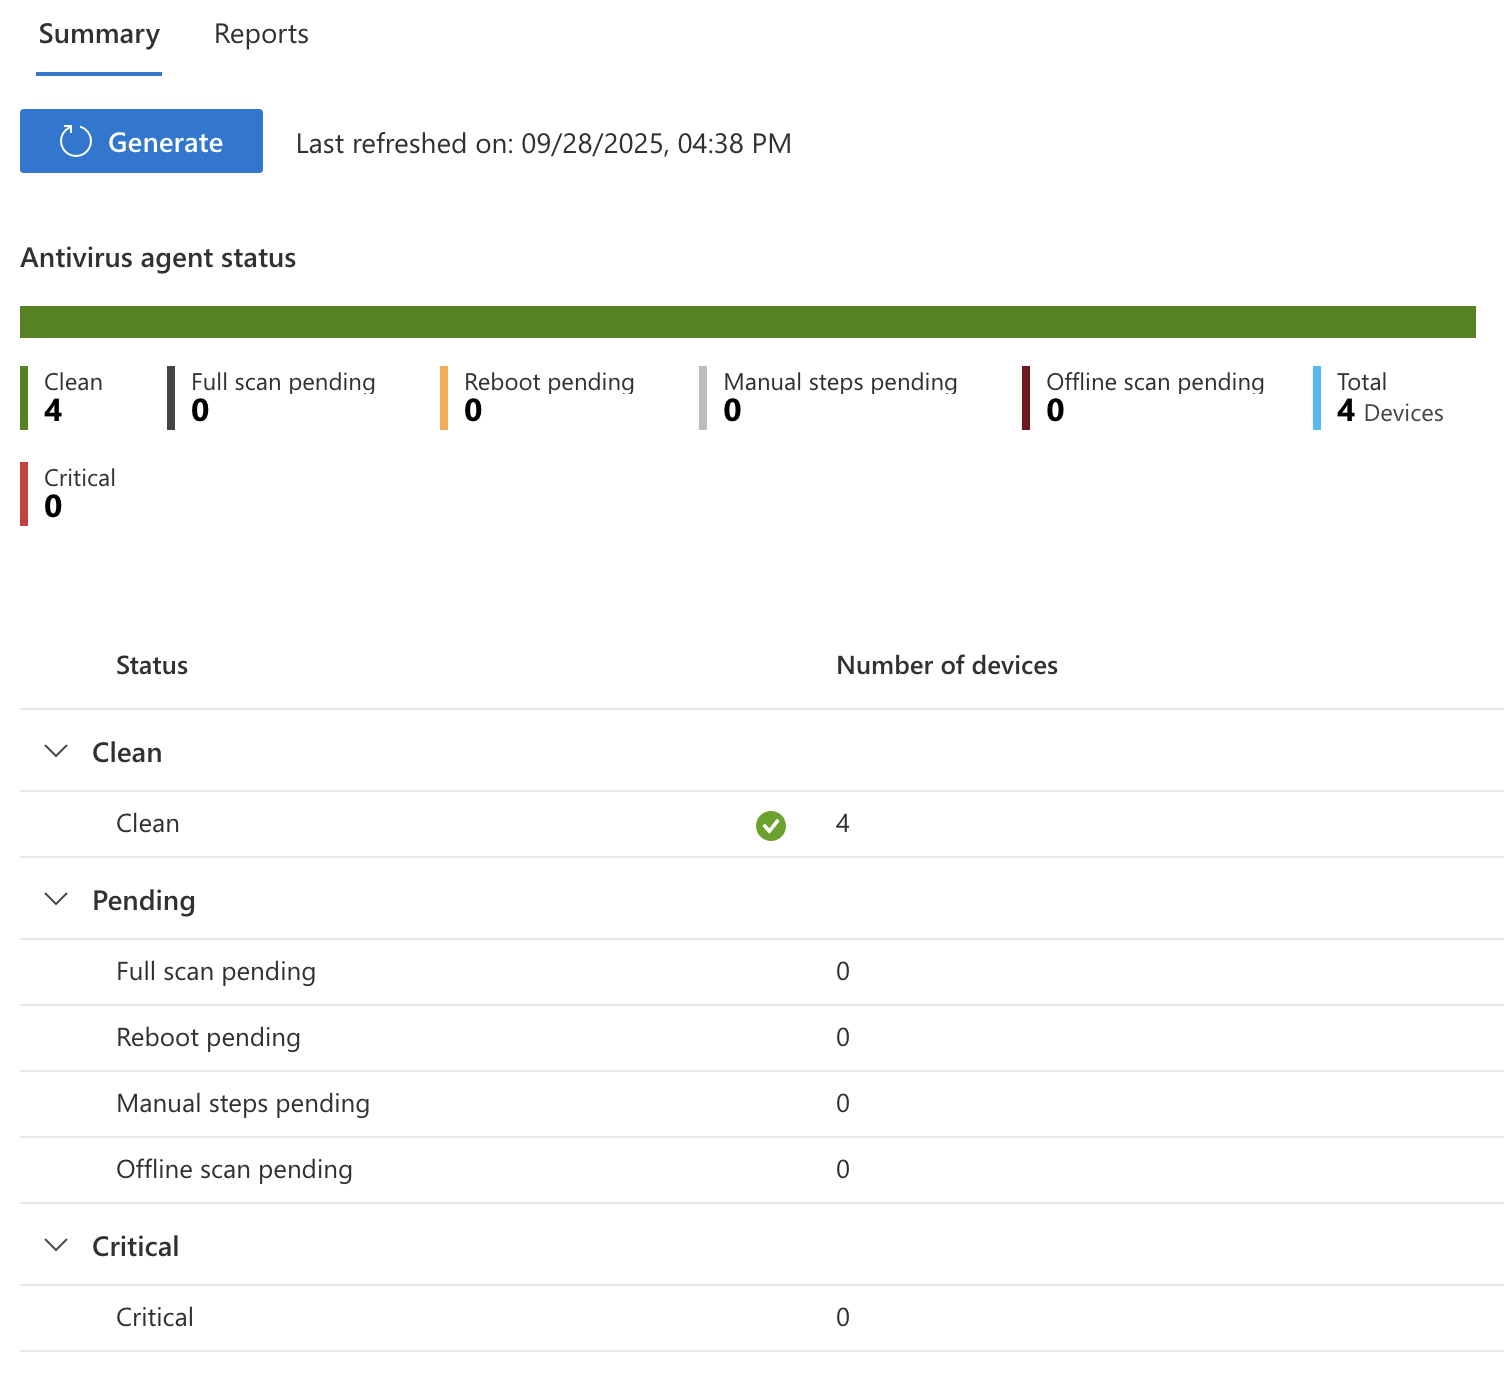 Summary Reports
Generate Last refreshed on: 09/28/2025, 04:38 PM
Antivirus agent status
Clean Full scan pending Reboot pending Manual steps pending Offline scan pending Total
4 0 0 0 0 4 Devices
Critical
0
Status Number of devices
Clean
Clean 4
Pending
Full scan pending 0
Reboot pending 0
Manual steps pending 0
Offline scan pending 0
Critical
Critical 0